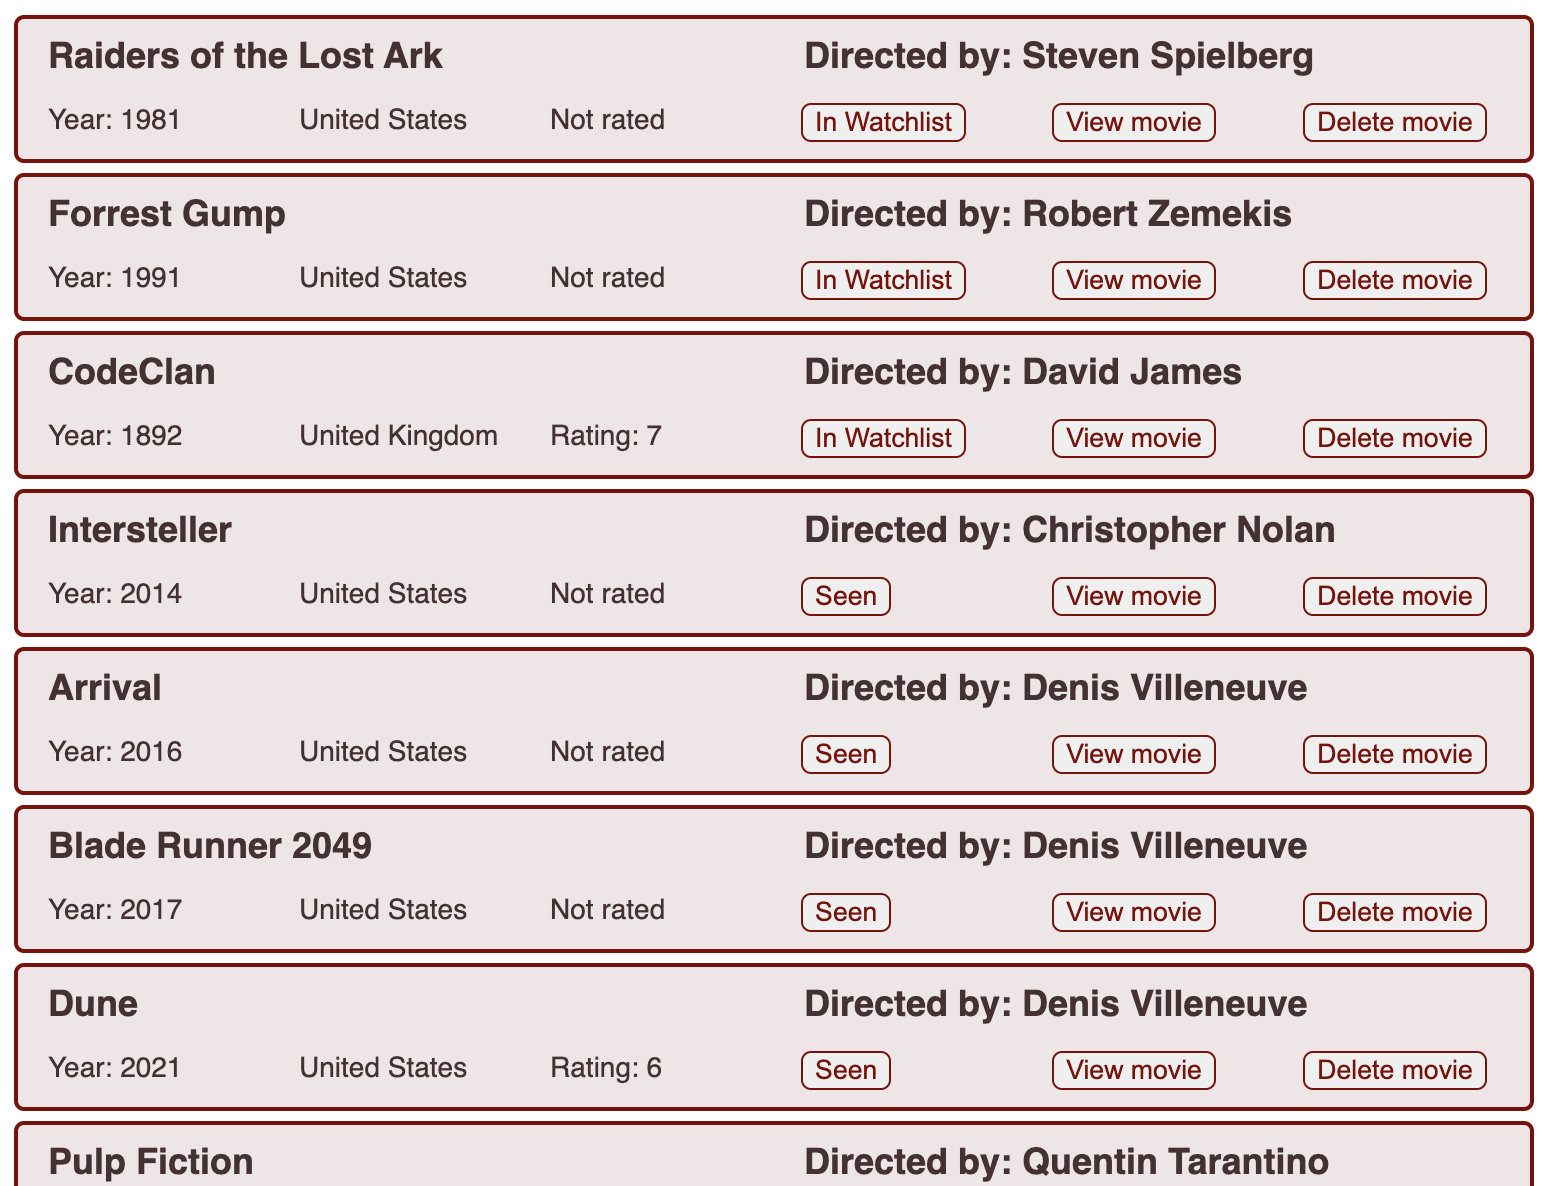 Raiders of the Lost Ark Directed by: Steven Spielberg
Year: 1981 United States Not rated In Watchlist View movie Delete movie
Forrest Gump Directed by: Robert Zemekis
Year: 1991 United States Not rated In Watchlist View movie Delete movie
CodeClan Directed by: David James
Year: 1892 United Kingdom Rating: 7 In Watchlist View movie Delete movie
Intersteller Directed by: Christopher Nolan
Year: 2014 United States Not rated Seen View movie Delete movie
Arrival Directed by: Denis Villeneuve
Year: 2016 United States Not rated Seen View movie Delete movie
Blade Runner 2049 Directed by: Denis Villeneuve
Year: 2017 United States Not rated Seen View movie Delete movie
Dune Directed by: Denis Villeneuve
Year: 2021 United States Rating: 6 Seen View movie Delete movie
Pulp Fiction Directed by: Quentin Tarantino